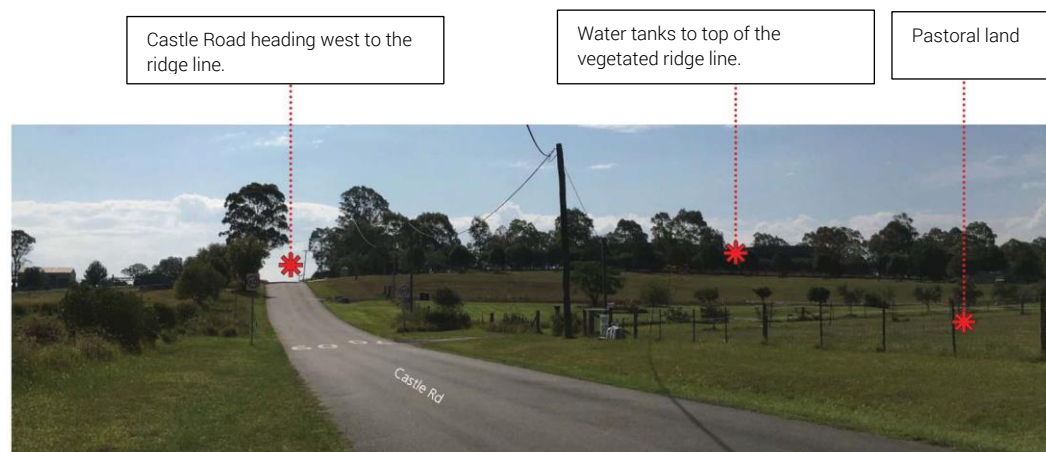 Castle Road heading west to the
ridge line.
Water tanks to top of the
vegetated ridge line.
Pastoral land
Castle Rd